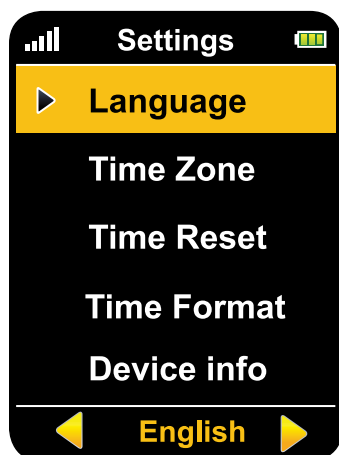 Settings
Language
Time Zone
Time Reset
Time Format
Device info
English